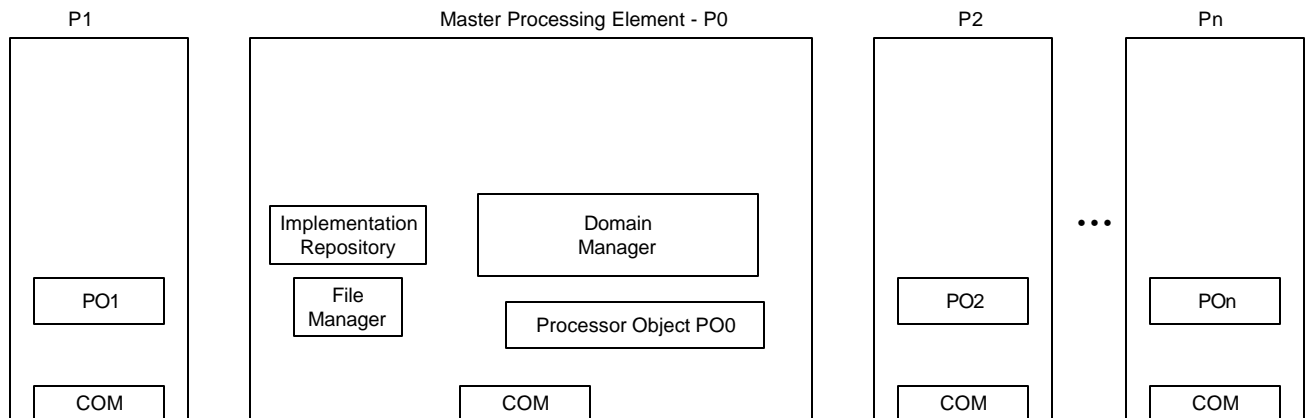 P1
Master Processing Element - P0
P2
Pn
Implementation
Repository
Domain
Manager
•••
PO1
File
Manager
Processor Object PO0
PO2
POn
COM
COM
COM
COM